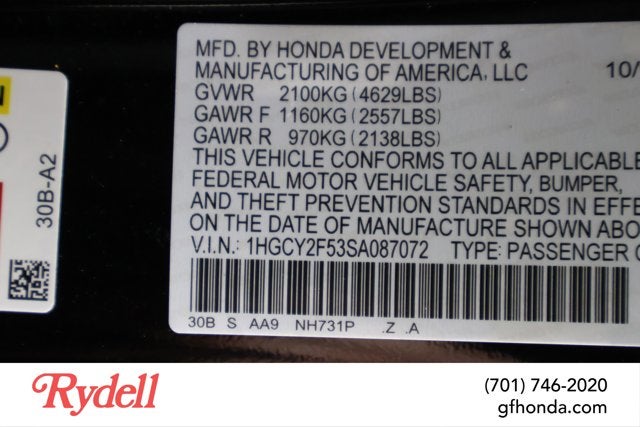 MFD. BY HONDA DEVELOPMENT &
MANUFACTURING OF AMERICA, LLC 10/
GVWR 2100KG (4629LBS)
GAWR F 1160KG (2557LBS)
GAWR R 970KG (2138LBS)
THIS VEHICLE CONFORMS TO ALL APPLICABLE
FEDERAL MOTOR VEHICLE SAFETY, BUMPER,
AND THEFT PREVENTION STANDARDS IN EFFE
ON THE DATE OF MANUFACTURE SHOWN ABOV
V.I.N.: 1HGCY2F53SA087072 TYPE: PASSENGER C
30B S AA9 NH731P .Z .A
30B-A2
Rydell
(701) 746-2020
gfhonda.com